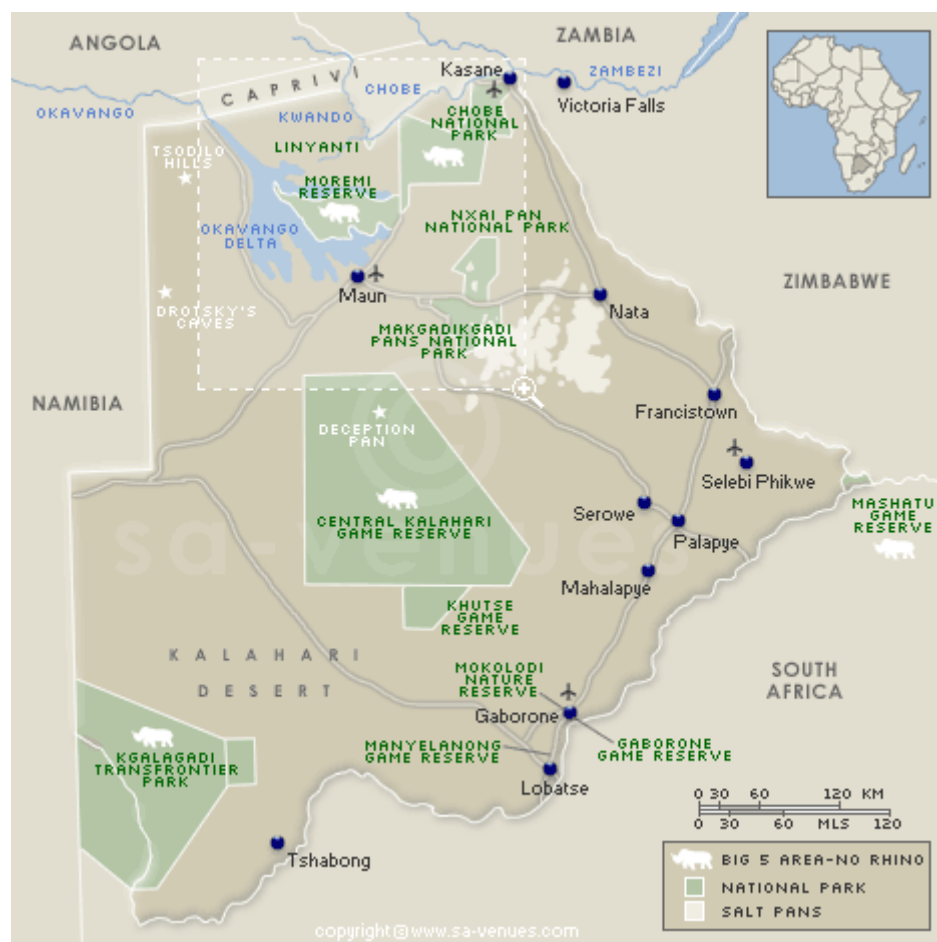 ANGOLA
ZAMBIA
CAPRIVI
Kasane
CHOBE
ZAMBEZI
Victoria Falls
OKAVANGO
KWANDO
CHOBE
NATIONAL
PARK
LINYANTI
TSODILO
HILLS
MOREMI
RESERVE
NXAI PAN
NATIONAL PARK
OKAVANGO
DELTA
Maun
ZIMBABWE
DROTSKY'S
CAVES
Nata
MAKGADIKGADI
PANS NATIONAL
PARK
NAMIBIA
Francistown
DECEPTION
PAN
Selebi Phikwe
MASHATU
GAME
RESERVE
Serowe
CENTRAL KALAHARI
GAME RESERVE
Palapye
sa-venues
Mahalapye
KHUTSE
GAME
RESERVE
KALAHARI
DESERT
MOKOLODI
NATURE
RESERVE
SOUTH
AFRICA
Gaborone
MANYELANONG
GAME RESERVE
GABORONE
GAME RESERVE
KGALAGADI
TRANSFRONTIER
PARK
Lobatse
0 30 60 120 KM
0 30 60 MLS 120
Tshabong
BIG 5 AREA-NO RHINO
NATIONAL PARK
SALT PANS
copyright@www.sa-venues.com